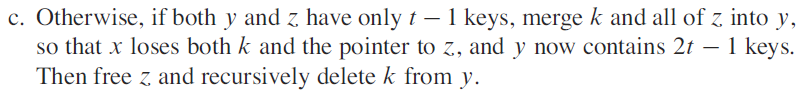 c. Otherwise, if both y and z have only t − 1 keys, merge k and all of z into y,
so that x loses both k and the pointer to z, and y now contains 2t − 1 keys.
Then free z and recursively delete k from y.